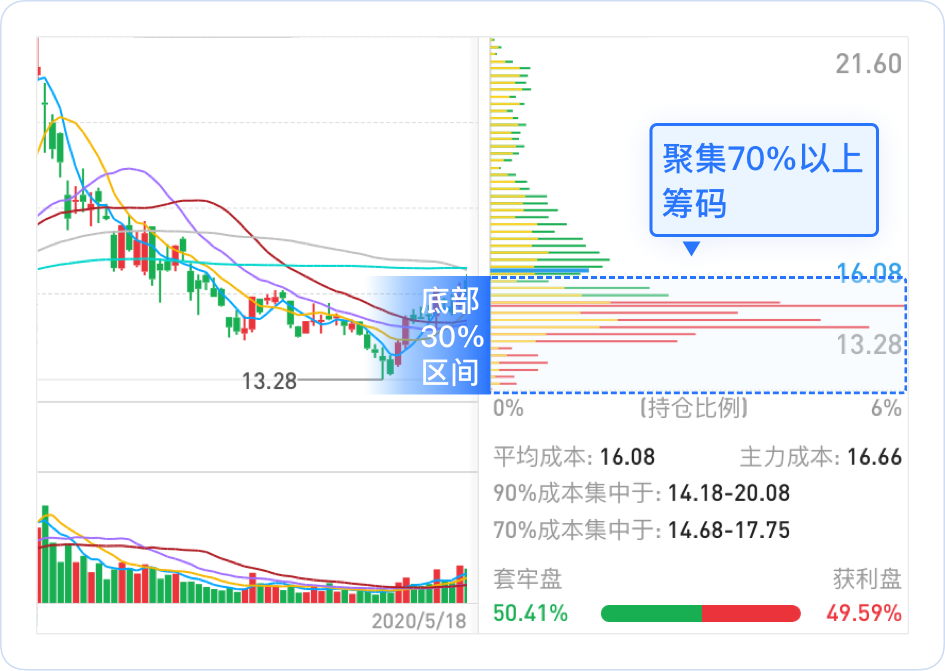 21.60
聚集70%以上
筹码
16.08
底部
30%
区间
13.28
13.28
0%
(持仓比例)
6%
平均成本: 16.08
主力成本: 16.66
90%成本集中于: 14.18-20.08
70%成本集中于: 14.68-17.75
套牢盘
获利盘
50.41%
49.59%
2020/5/18